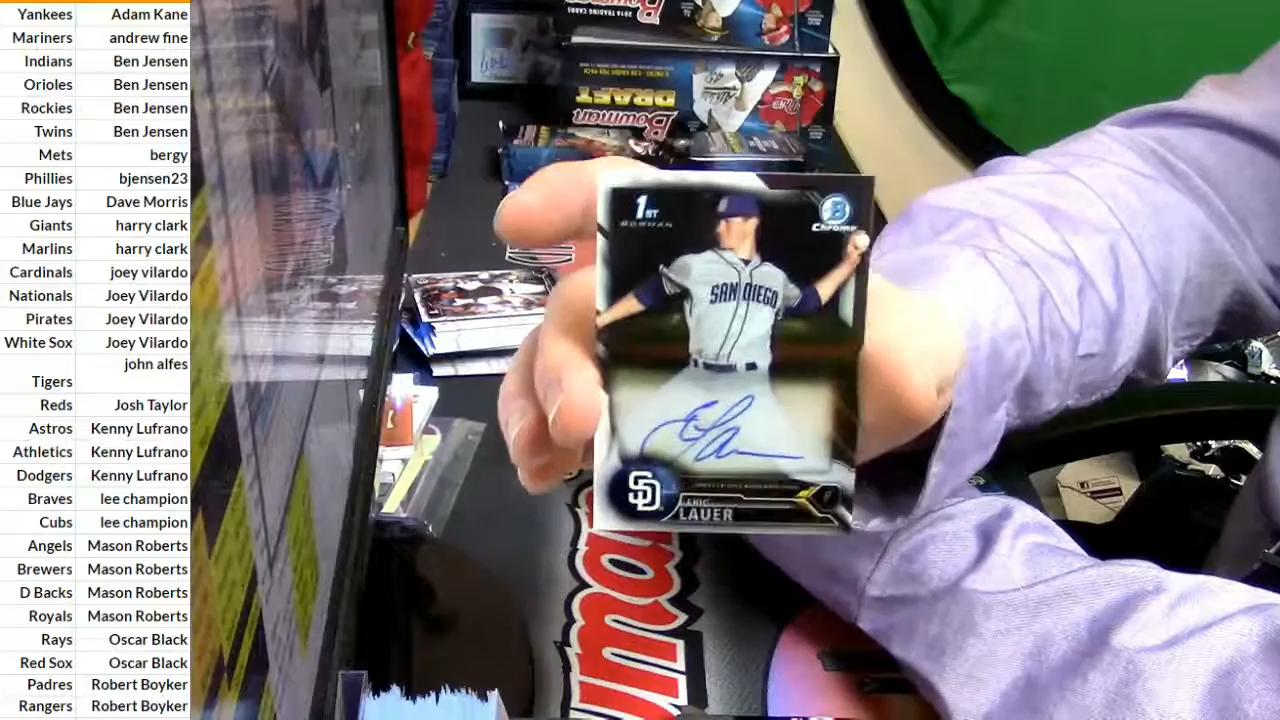 Yankees Adam Kane
Mariners andrew fine
Indians Ben Jensen
Orioles Ben Jensen
Rockies Ben Jensen
Twins Ben Jensen
Mets bergy
Phillies bjensen23
Blue Jays Dave Morris
Giants harry clark
Marlins harry clark
Cardinals joey vilardo
Nationals Joey Vilardo
Pirates Joey Vilardo
White Sox Joey Vilardo
Tigers john alfes
Reds Josh Taylor
Astros Kenny Lufrano
Athletics Kenny Lufrano
Dodgers Kenny Lufrano
Braves lee champion
Cubs lee champion
Angels Mason Roberts
Brewers Mason Roberts
D Backs Mason Roberts
Royals Mason Roberts
Rays Oscar Black
Red Sox Oscar Black
Padres Robert Boyker
Rangers Robert Boyker
2016 TRADING CARDS
Bowman
DRAFT
Bowman
1ST
BOWMAN
B
Chrome
SAN DIEGO
SD
ERIC
LAUER
P